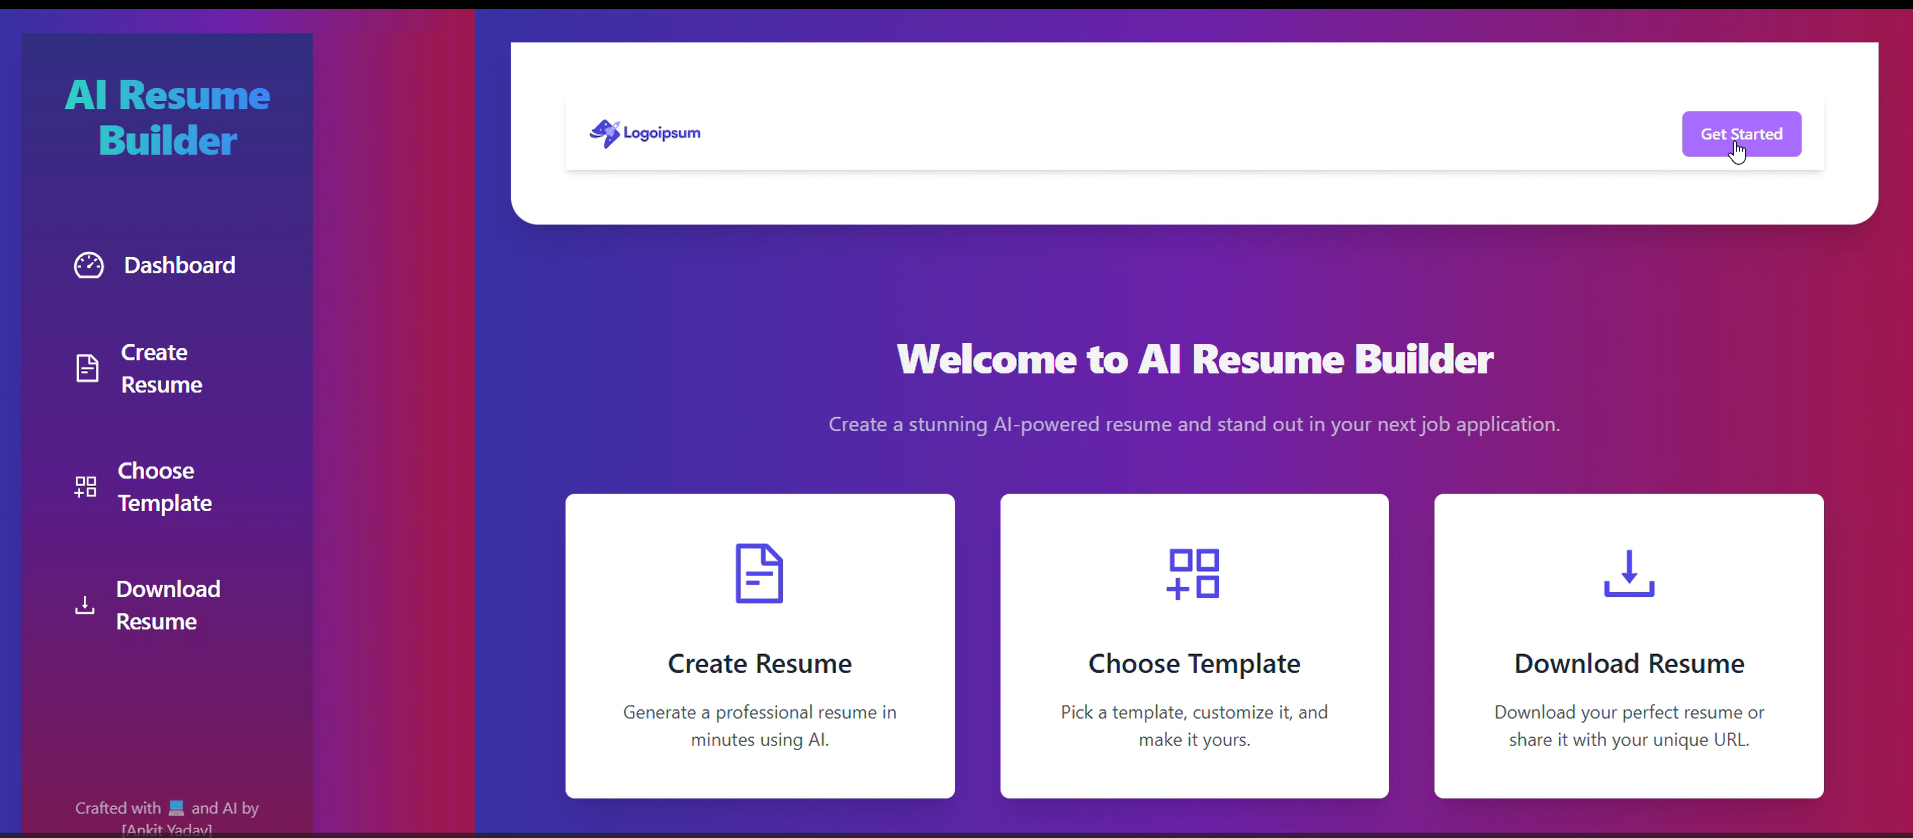 AI Resume
Builder
Dashboard
Create
Resume
Choose
Template
Download
Resume
Crafted with 💻 and AI by
[Ankit Yadav]
Logoipsum
Get Started
Welcome to AI Resume Builder
Create a stunning AI-powered resume and stand out in your next job application.
Create Resume
Generate a professional resume in
minutes using AI.
Choose Template
Pick a template, customize it, and
make it yours.
Download Resume
Download your perfect resume or
share it with your unique URL.